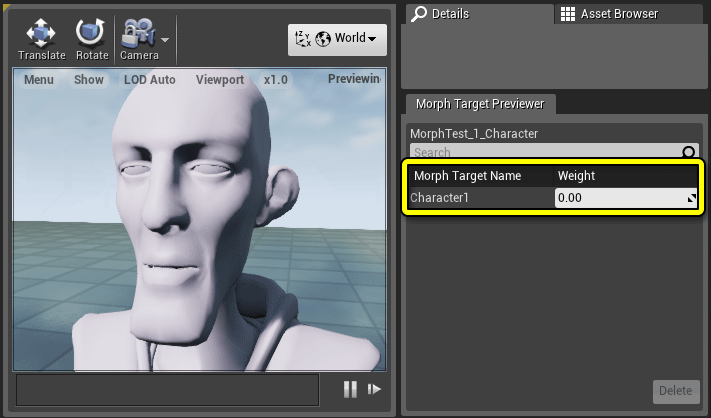 Translate Rotate Camera World
Menu Show LOD Auto Viewport x1.0 Previewin
Details Asset Browser
Morph Target Previewer
MorphTest_1_Character
Search
Morph Target Name Weight
Character1 0.00
Delete